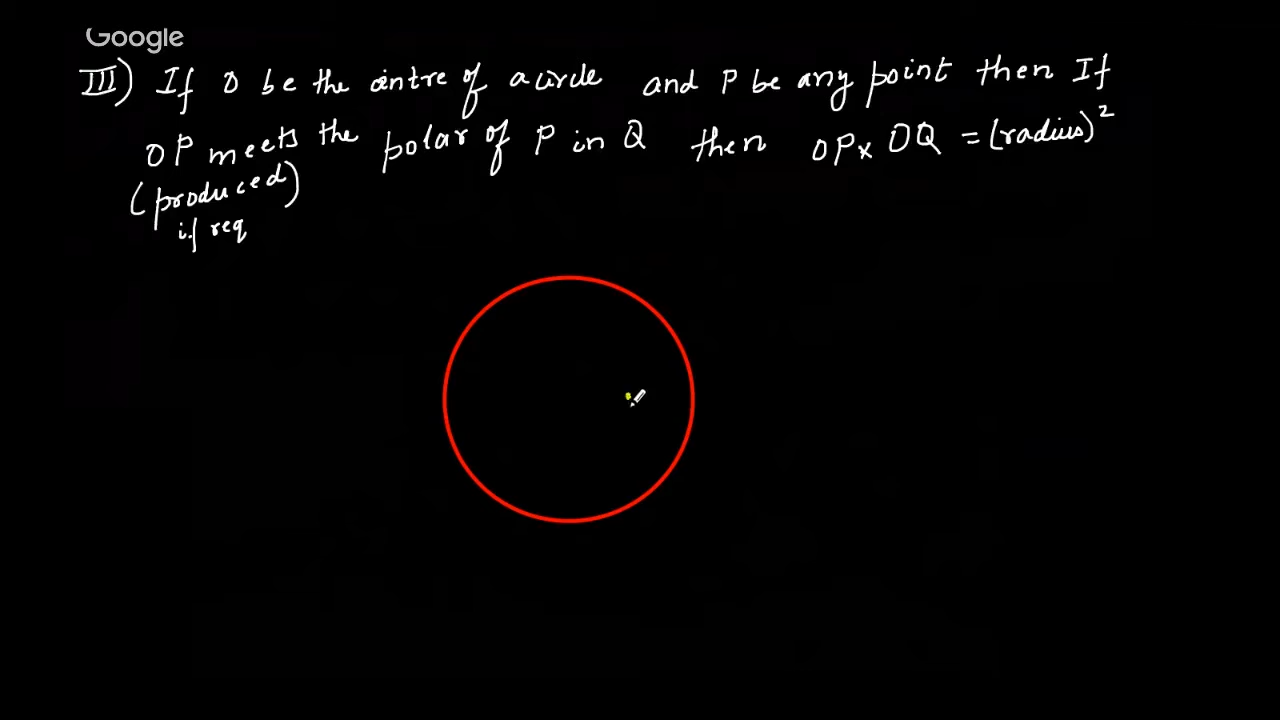 Google
III) If O be the centre of a circle and P be any point then If
OP meets the polar of P in Q then OP x OQ = (radius)²
(produced)
if req